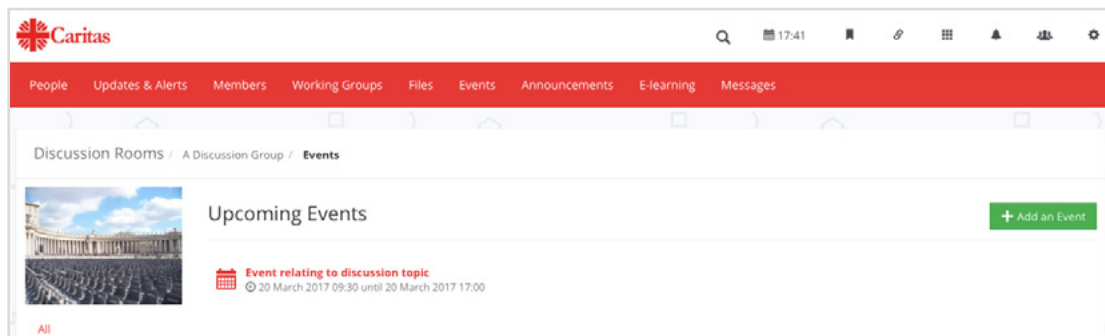 Caritas
17:41
People Updates & Alerts Members Working Groups Files Events Announcements E-learning Messages
Discussion Rooms / A Discussion Group / Events
Upcoming Events
+ Add an Event
Event relating to discussion topic
20 March 2017 09:30 until 20 March 2017 17:00
All